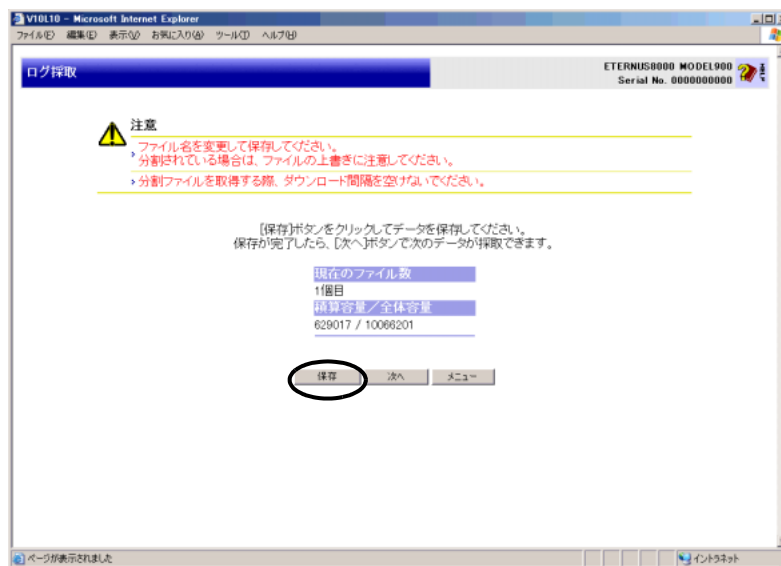 V10L10 - Microsoft Internet Explorer
ファイル(F) 編集(E) 表示(V) お気に入り(A) ツール(T) ヘルプ(H)
ログ採取
ETERNUS8000 MODEL900
Serial No. 0000000000
注意
ファイル名を変更して保存してください。
分割されている場合は、ファイルの上書きに注意してください。
分割ファイルを取得する際、ダウンロード間隔を空けないでください。
[保存]ボタンをクリックしてデータを保存してください。
保存が完了したら、[次へ]ボタンで次のデータが採取できます。
現在のファイル数
1個目
積算容量／全体容量
629017 / 10066201
保存 次へ メニュー
ページが表示されました
イントラネット